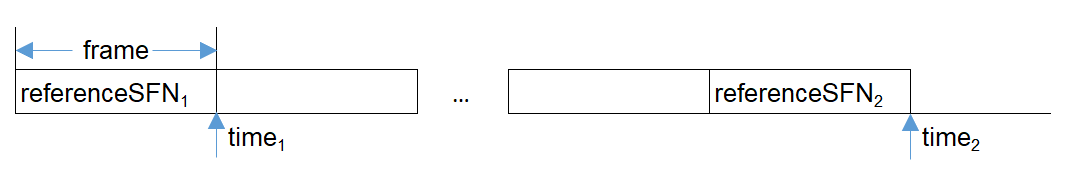 frame
referenceSFN₁
...
referenceSFN₂
time₁
time₂